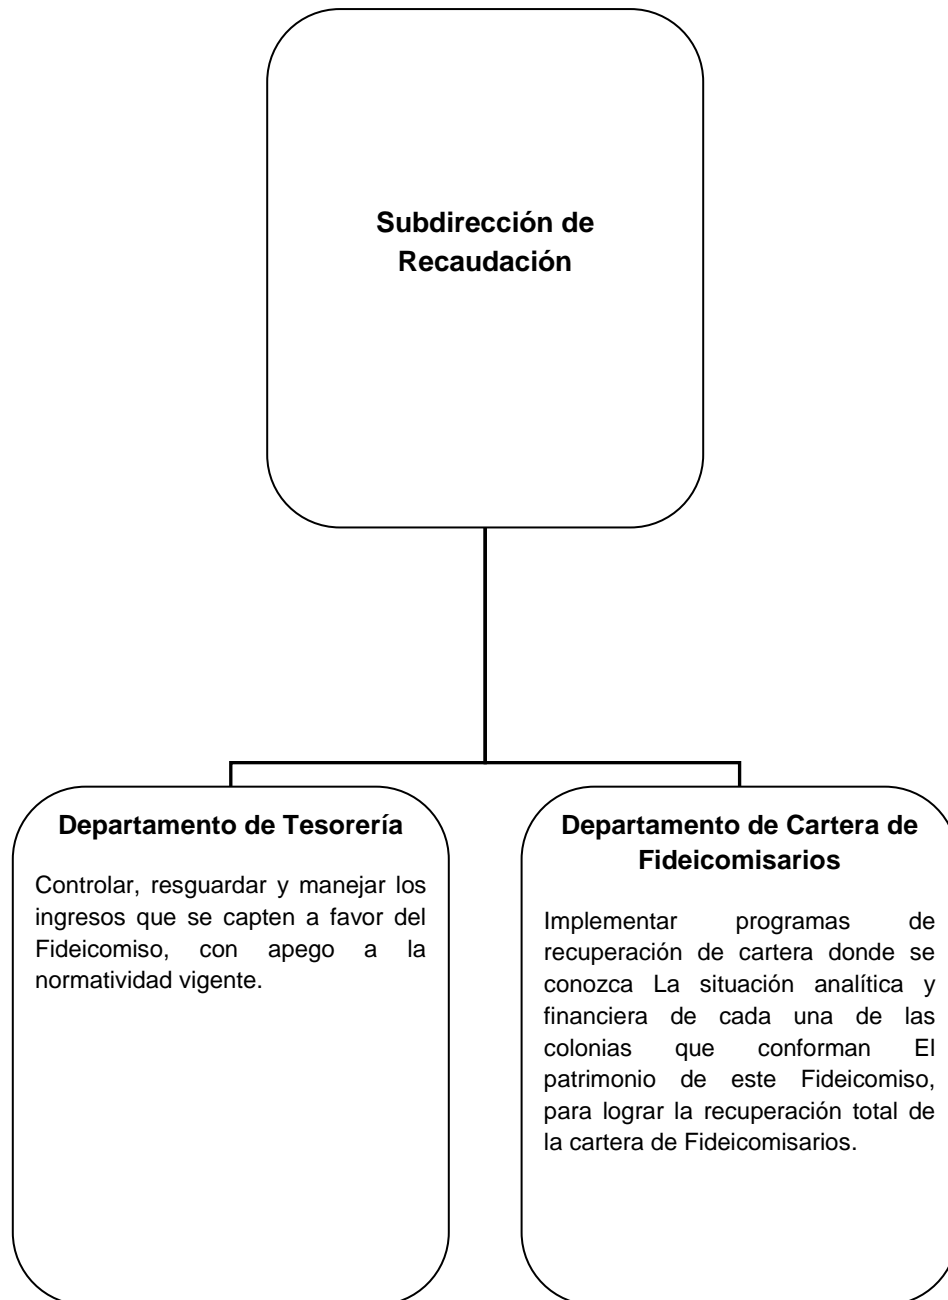 Subdirección de
Recaudación
Departamento de Tesorería
Controlar, resguardar y manejar los
ingresos que se capten a favor del
Fideicomiso, con apego a la
normatividad vigente.
Departamento de Cartera de
Fideicomisarios
Implementar programas de
recuperación de cartera donde se
conozca La situación analítica y
financiera de cada una de las
colonias que conforman El
patrimonio de este Fideicomiso,
para lograr la recuperación total de
la cartera de Fideicomisarios.